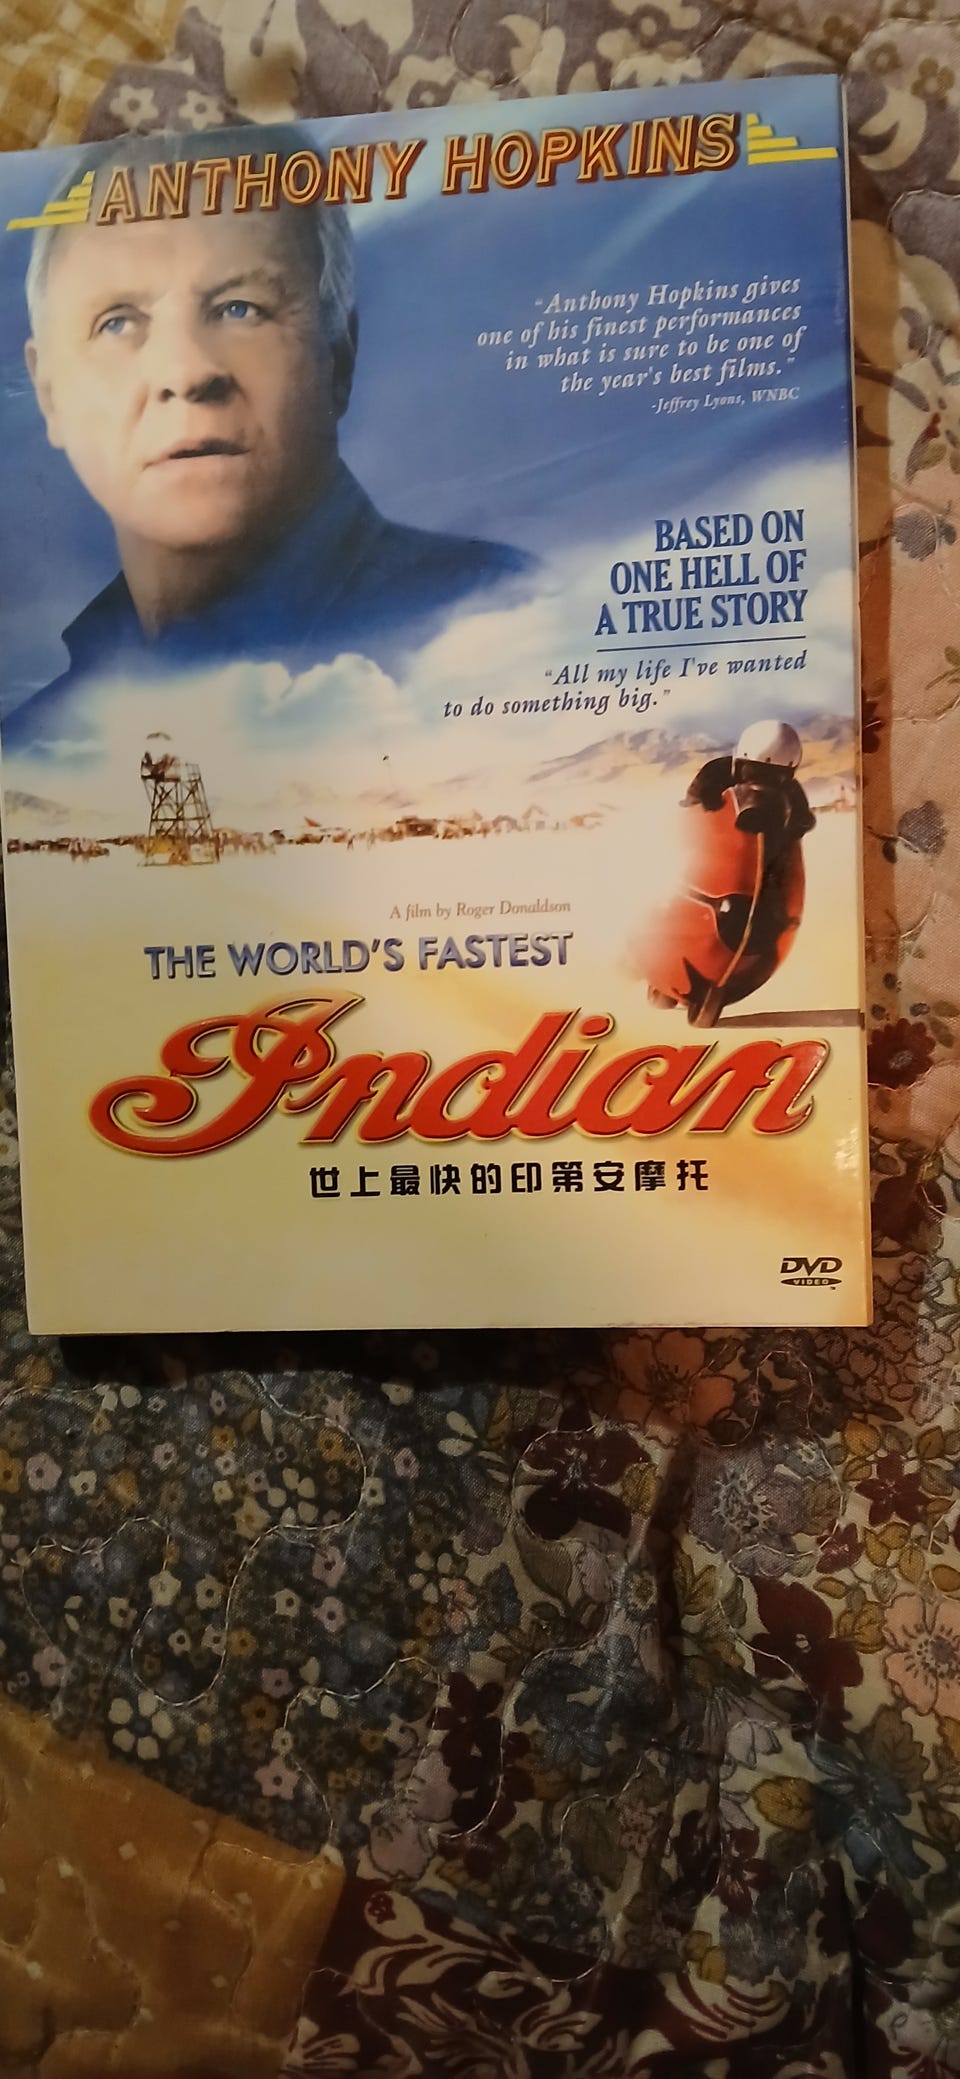 ANTHONY HOPKINS
"Anthony Hopkins gives
one of his finest performances
in what is sure to be one of
the year's best films."
-Jeffrey Lyons, WNBC
BASED ON
ONE HELL OF
A TRUE STORY
"All my life I've wanted
to do something big."
A film by Roger Donaldson
THE WORLD'S FASTEST
Indian
世上最快的印第安摩托
DVD
VIDEO